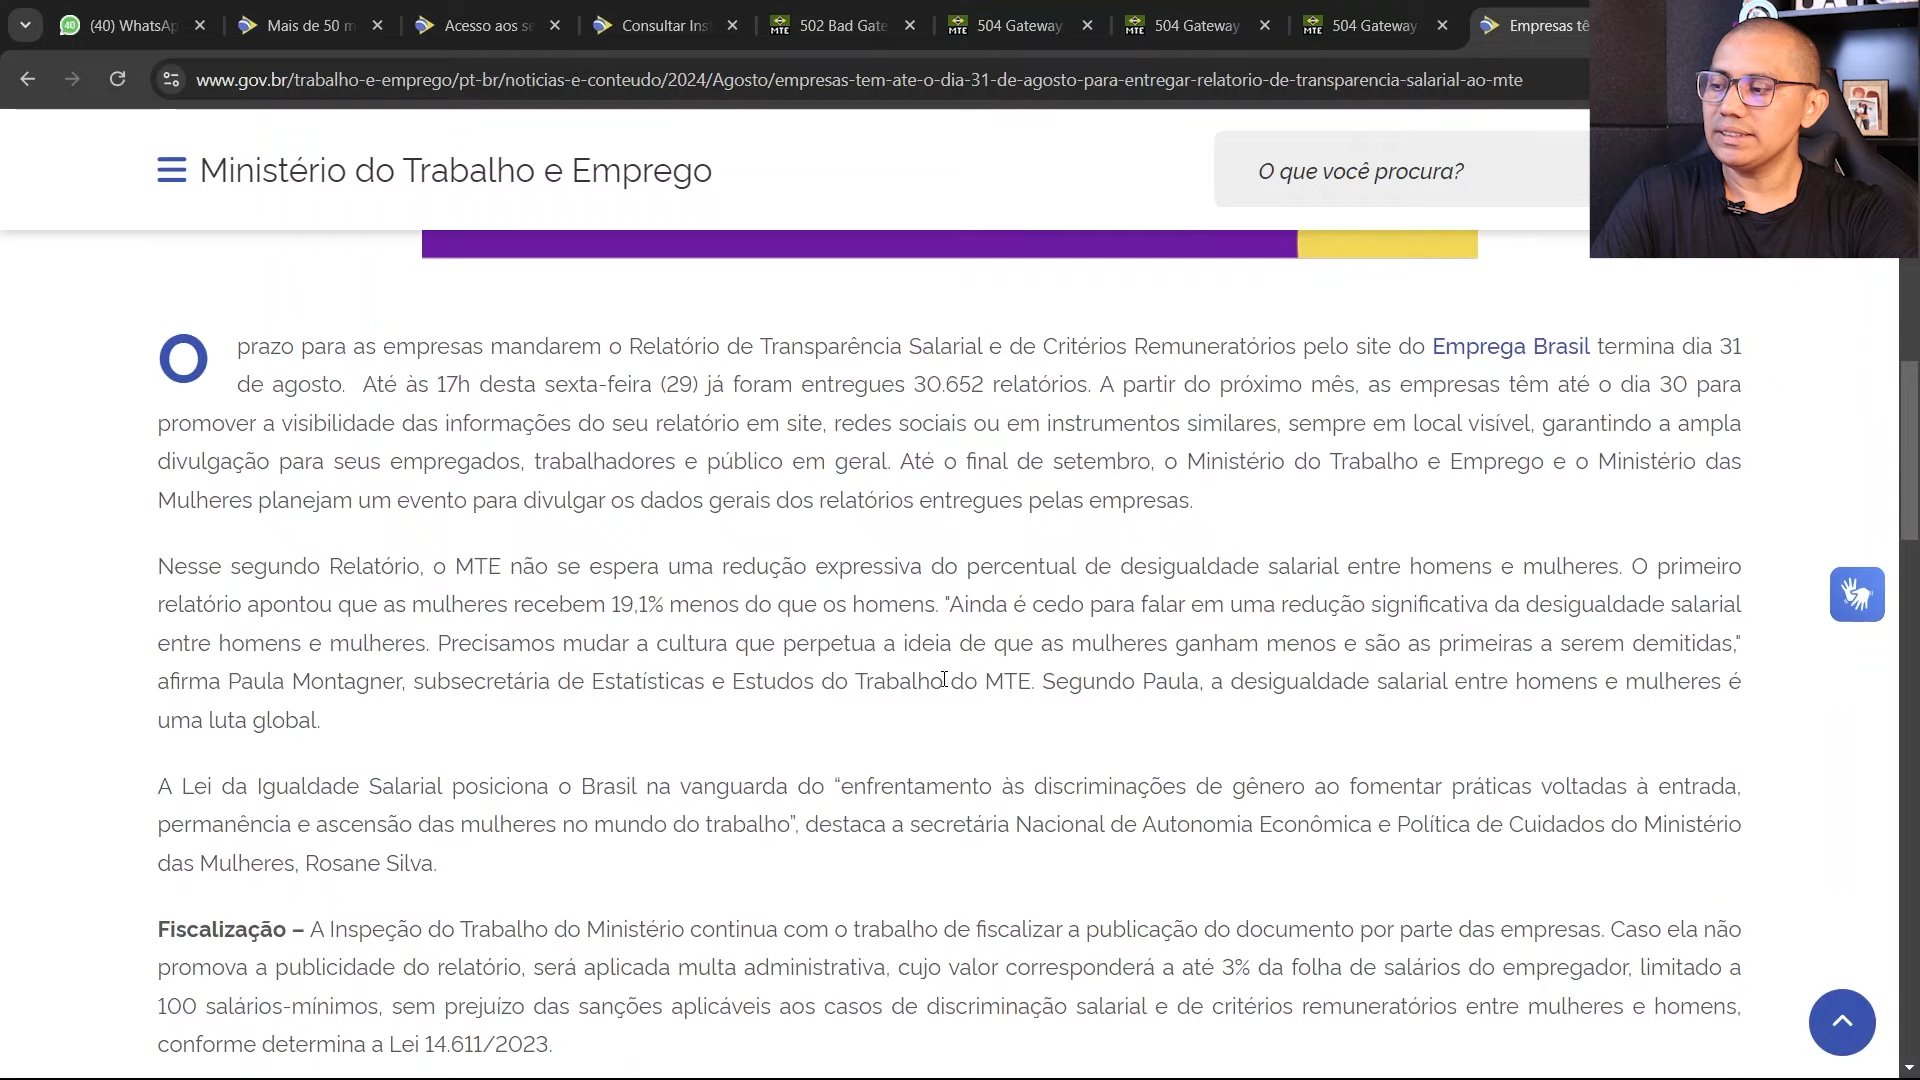 (40) WhatsAp
Mais de 50 m
Acesso aos se
Consultar Ins
502 Bad Gate
504 Gateway
504 Gateway
504 Gateway
Empresas tê
www.gov.br/trabalho-e-emprego/pt-br/noticias-e-conteudo/2024/Agosto/empresas-tem-ate-o-dia-31-de-agosto-para-entregar-relatorio-de-transparencia-salarial-ao-mte
Ministério do Trabalho e Emprego
O que você procura?
O prazo para as empresas mandarem o Relatório de Transparência Salarial e de Critérios Remuneratórios pelo site do Emprega Brasil termina dia 31
de agosto. Até às 17h desta sexta-feira (29) já foram entregues 30.652 relatórios. A partir do próximo mês, as empresas têm até o dia 30 para
promover a visibilidade das informações do seu relatório em site, redes sociais ou em instrumentos similares, sempre em local visível, garantindo a ampla
divulgação para seus empregados, trabalhadores e público em geral. Até o final de setembro, o Ministério do Trabalho e Emprego e o Ministério das
Mulheres planejam um evento para divulgar os dados gerais dos relatórios entregues pelas empresas.
Nesse segundo Relatório, o MTE não se espera uma redução expressiva do percentual de desigualdade salarial entre homens e mulheres. O primeiro
relatório apontou que as mulheres recebem 19,1% menos do que os homens. "Ainda é cedo para falar em uma redução significativa da desigualdade salarial
entre homens e mulheres. Precisamos mudar a cultura que perpetua a ideia de que as mulheres ganham menos e são as primeiras a serem demitidas,"
afirma Paula Montagner, subsecretária de Estatísticas e Estudos do Trabalho do MTE. Segundo Paula, a desigualdade salarial entre homens e mulheres é
uma luta global.
A Lei da Igualdade Salarial posiciona o Brasil na vanguarda do “enfrentamento às discriminações de gênero ao fomentar práticas voltadas à entrada,
permanência e ascensão das mulheres no mundo do trabalho”, destaca a secretária Nacional de Autonomia Econômica e Política de Cuidados do Ministério
das Mulheres, Rosane Silva.
Fiscalização – A Inspeção do Trabalho do Ministério continua com o trabalho de fiscalizar a publicação do documento por parte das empresas. Caso ela não
promova a publicidade do relatório, será aplicada multa administrativa, cujo valor corresponderá a até 3% da folha de salários do empregador, limitado a
100 salários-mínimos, sem prejuízo das sanções aplicáveis aos casos de discriminação salarial e de critérios remuneratórios entre mulheres e homens,
conforme determina a Lei 14.611/2023.